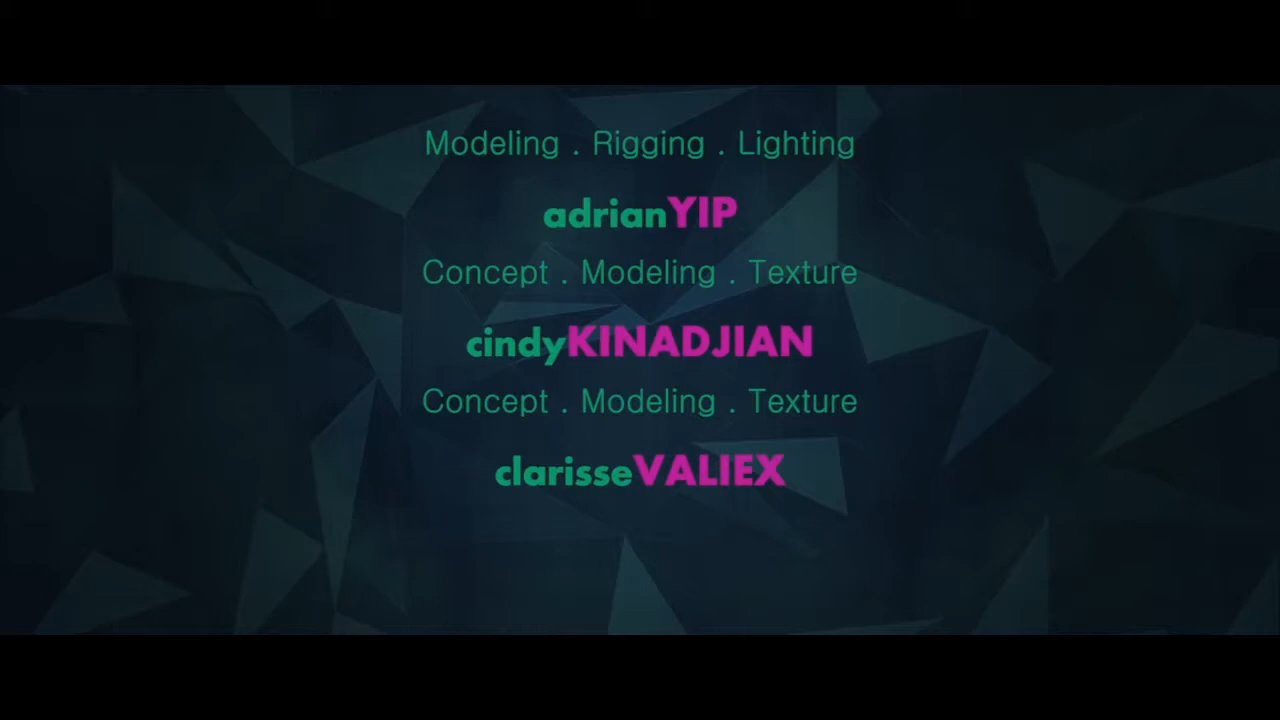 Modeling . Rigging . Lighting
adrianYIP
Concept . Modeling . Texture
cindyKINADJIAN
Concept . Modeling . Texture
clarisseVALIEX